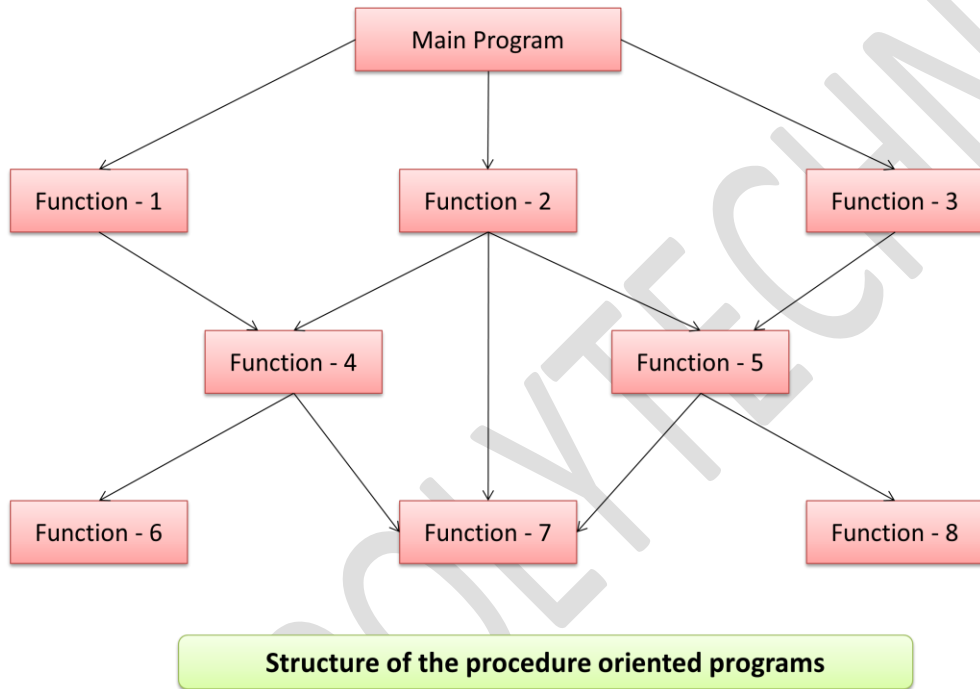 Main Program
Function - 1
Function - 2
Function - 3
Function - 4
Function - 5
Function - 6
Function - 7
Function - 8
POLYTECHN
Structure of the procedure oriented programs